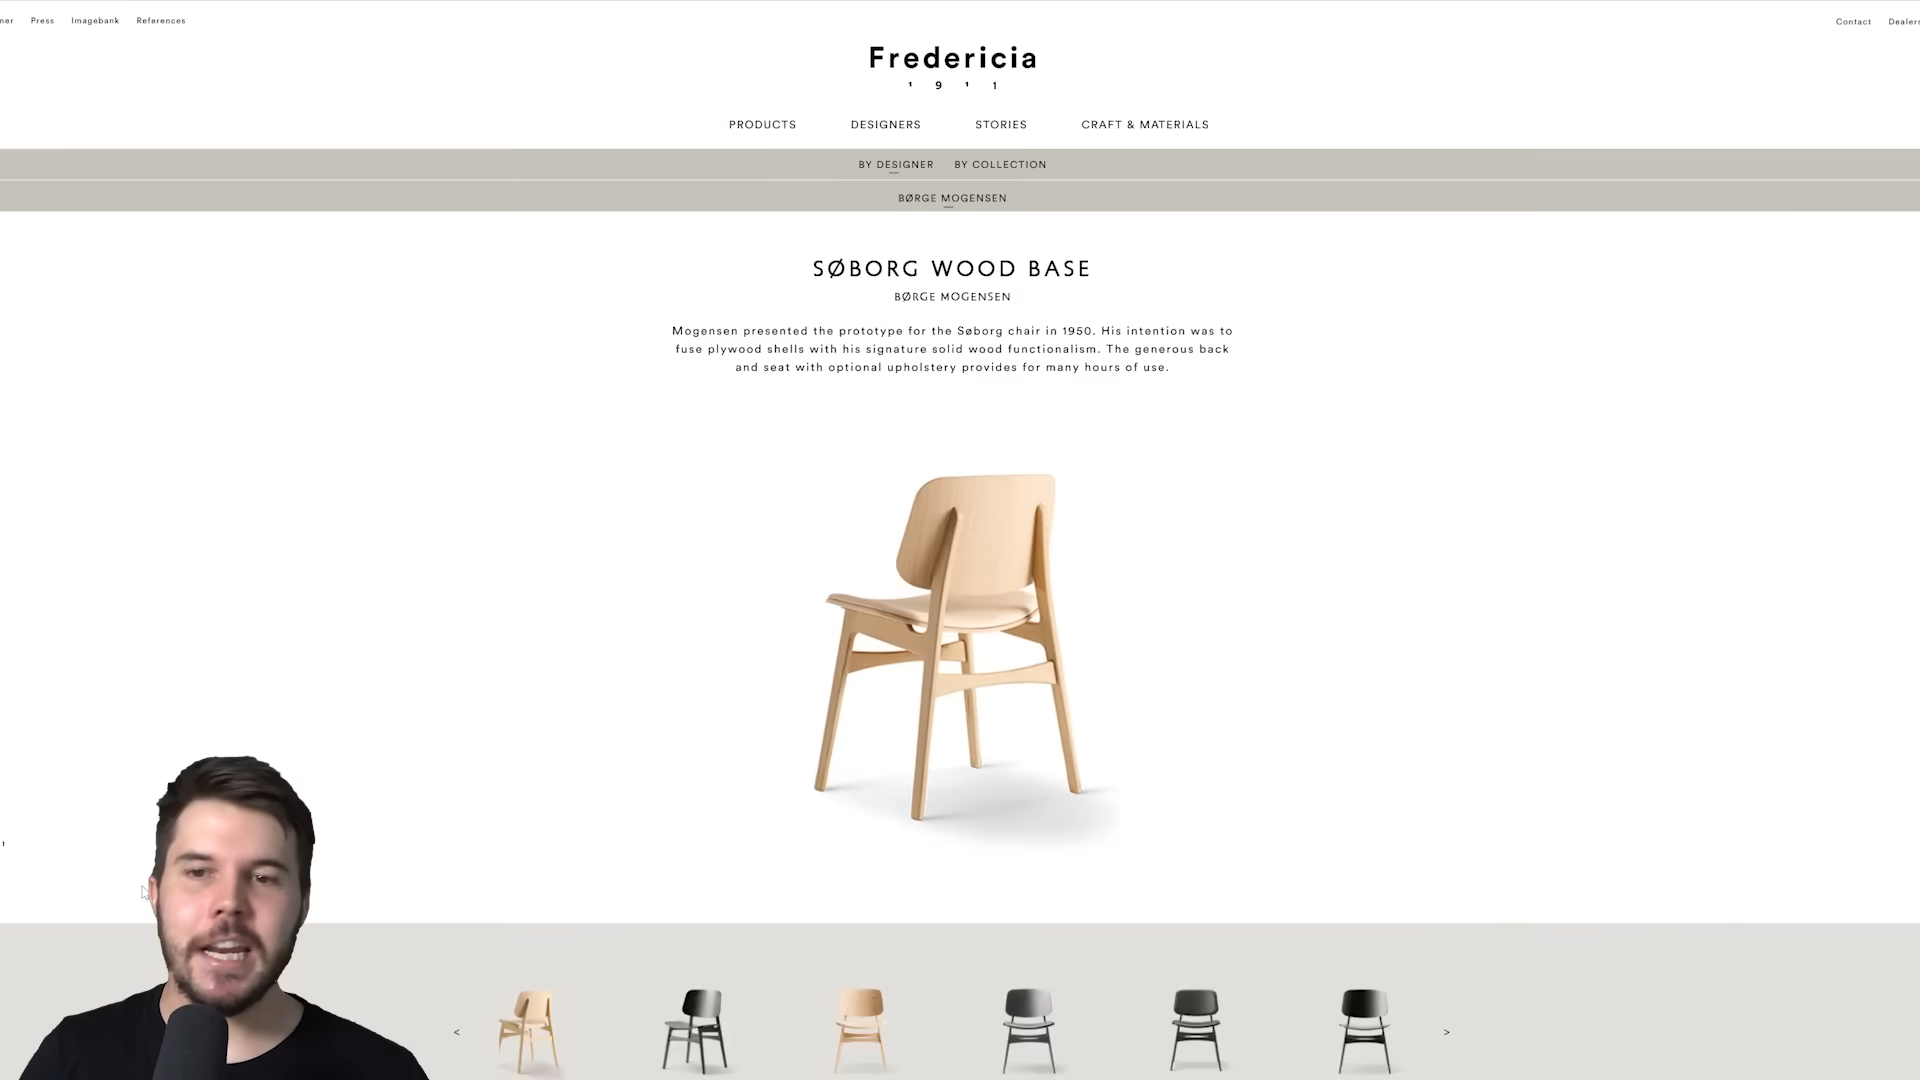 Press Imagebank References
Contact Dealers
Fredericia
1 9 1 1
PRODUCTS DESIGNERS STORIES CRAFT & MATERIALS
BY DESIGNER BY COLLECTION
BØRGE MOGENSEN
SØBORG WOOD BASE
BØRGE MOGENSEN
Mogensen presented the prototype for the Søborg chair in 1950. His intention was to
fuse plywood shells with his signature solid wood functionalism. The generous back
and seat with optional upholstery provides for many hours of use.
< >